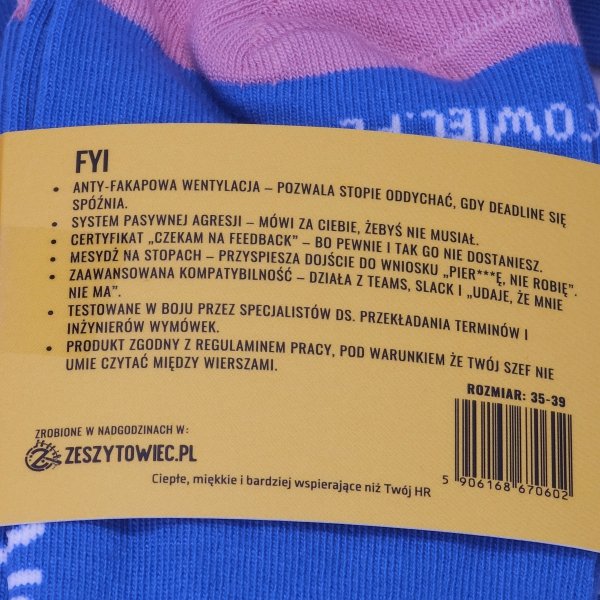 COWIEC.PL
FYI
• ANTY-FAKAPOWA WENTYLACJA – POZWALA STOPIE ODDYCHAĆ, GDY DEADLINE SIĘ
SPÓŹNIA.
• SYSTEM PASYWNEJ AGRESJI – MÓWI ZA CIEBIE, ŻEBYŚ NIE MUSIAŁ.
• CERTYFIKAT „CZEKAM NA FEEDBACK” – BO PEWNIE I TAK GO NIE DOSTANIESZ.
• MESYDŻ NA STOPACH – PRZYSPIESZA DOJŚCIE DO WNIOSKU „PIER***Ę, NIE ROBIĘ”.
• ZAAWANSOWANA KOMPATYBILNOŚĆ – DZIAŁA Z TEAMS, SLACK I „UDAJE, ŻE MNIE
NIE MA”.
• TESTOWANE W BOJU PRZEZ SPECJALISTÓW DS. PRZEKŁADANIA TERMINÓW I
INŻYNIERÓW WYMÓWEK.
• PRODUKT ZGODNY Z REGULAMINEM PRACY, POD WARUNKIEM ŻE TWÓJ SZEF NIE
UMIE CZYTAĆ MIĘDZY WIERSZAMI.
ROZMIAR: 35-39
ZROBIONE W NADGODZINACH W:
ZESZYTOWIEC.PL
Ciepłe, miękkie i bardziej wspierające niż Twój HR
5 906168 670602